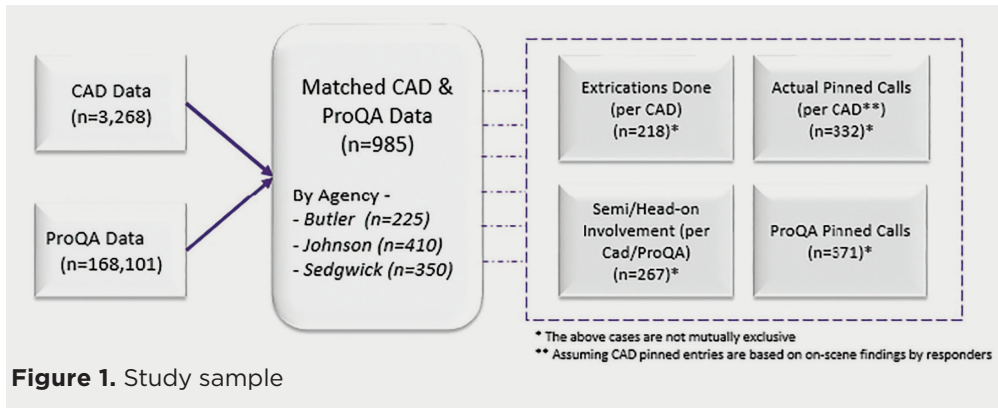 CAD Data
(n=3,268)
ProQA Data
(n=168,101)
Matched CAD &
ProQA Data
(n=985)
By Agency -
- Butler (n=225)
- Johnson (n=410)
- Sedgwick (n=350)
Extrications Done
(per CAD)
(n=218)*
Actual Pinned Calls
(per CAD**)
(n=332)*
Semi/Head-on
Involvement (per
Cad/ProQA)
(n=267)*
ProQA Pinned Calls
(n=371)*
* The above cases are not mutually exclusive
** Assuming CAD pinned entries are based on on-scene findings by responders
Figure 1. Study sample